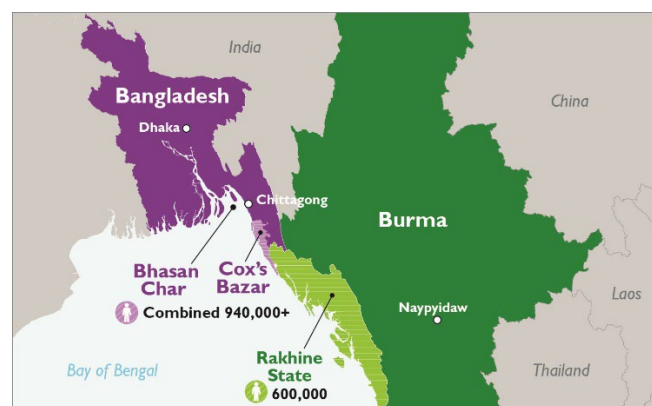 India
Bangladesh
Dhaka
China
Chittagong
Burma
Bhasan
Char
Cox's
Bazar
Laos
Combined 940,000+
Naypyidaw
Rakhine
State
600,000
Bay of Bengal
Thailand